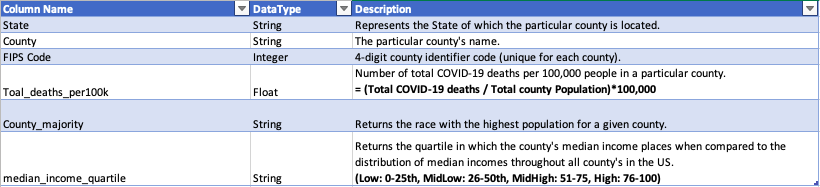 Column Name DataType Description
State String Represents the State of which the particular county is located.
County String The particular county's name.
FIPS Code Integer 4-digit county identifier code (unique for each county).
Number of total COVID-19 deaths per 100,000 people in a particular county.
Toal_deaths_per100k Float = (Total COVID-19 deaths / Total county Population)*100,000
County_majority String Returns the race with the highest population for a given county.
Returns the quartile in which the county's median income places when compared to the
distribution of median incomes throughout all county's in the US.
median_income_quartile String (Low: 0-25th, MidLow: 26-50th, MidHigh: 51-75, High: 76-100)